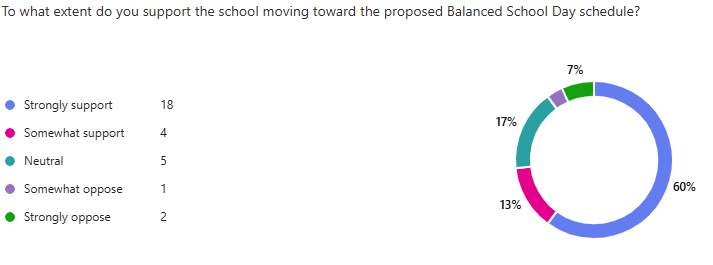 To what extent do you support the school moving toward the proposed Balanced School Day schedule?
7%
Strongly support 18
17%
Somewhat support 4
Neutral 5
Somewhat oppose 1
60%
13%
Strongly oppose 2